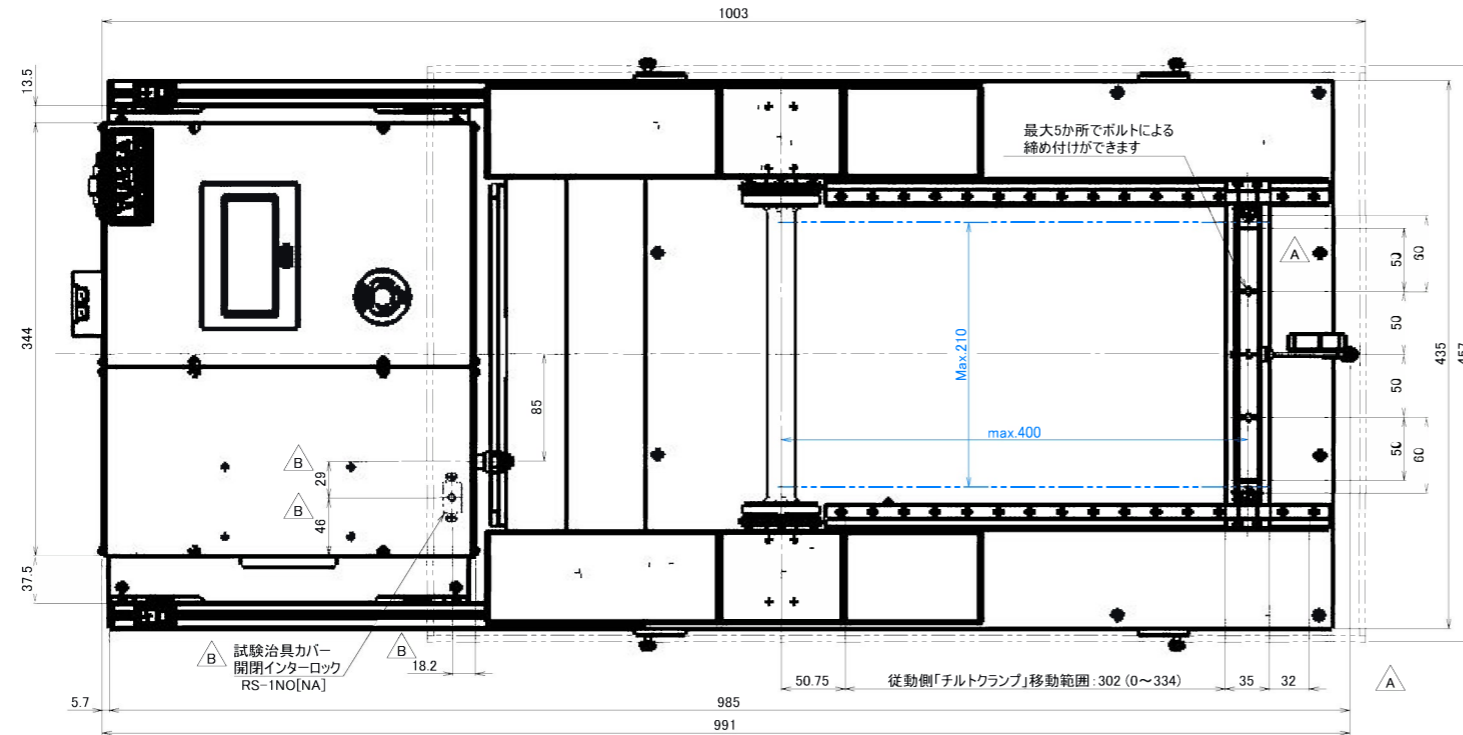 1003
13.5
344
37.5
最大5か所でボルトによる
締め付けができます
A
50
60
50
50
50
60
435
457
Max.210
max.400
85
B
29
B
46
B
試験治具カバー
開閉インターロック
RS-1NO[NA]
B
18.2
50.75
従動側「チルトクランプ」移動範囲:302 (0~334)
35
32
A
5.7
985
991